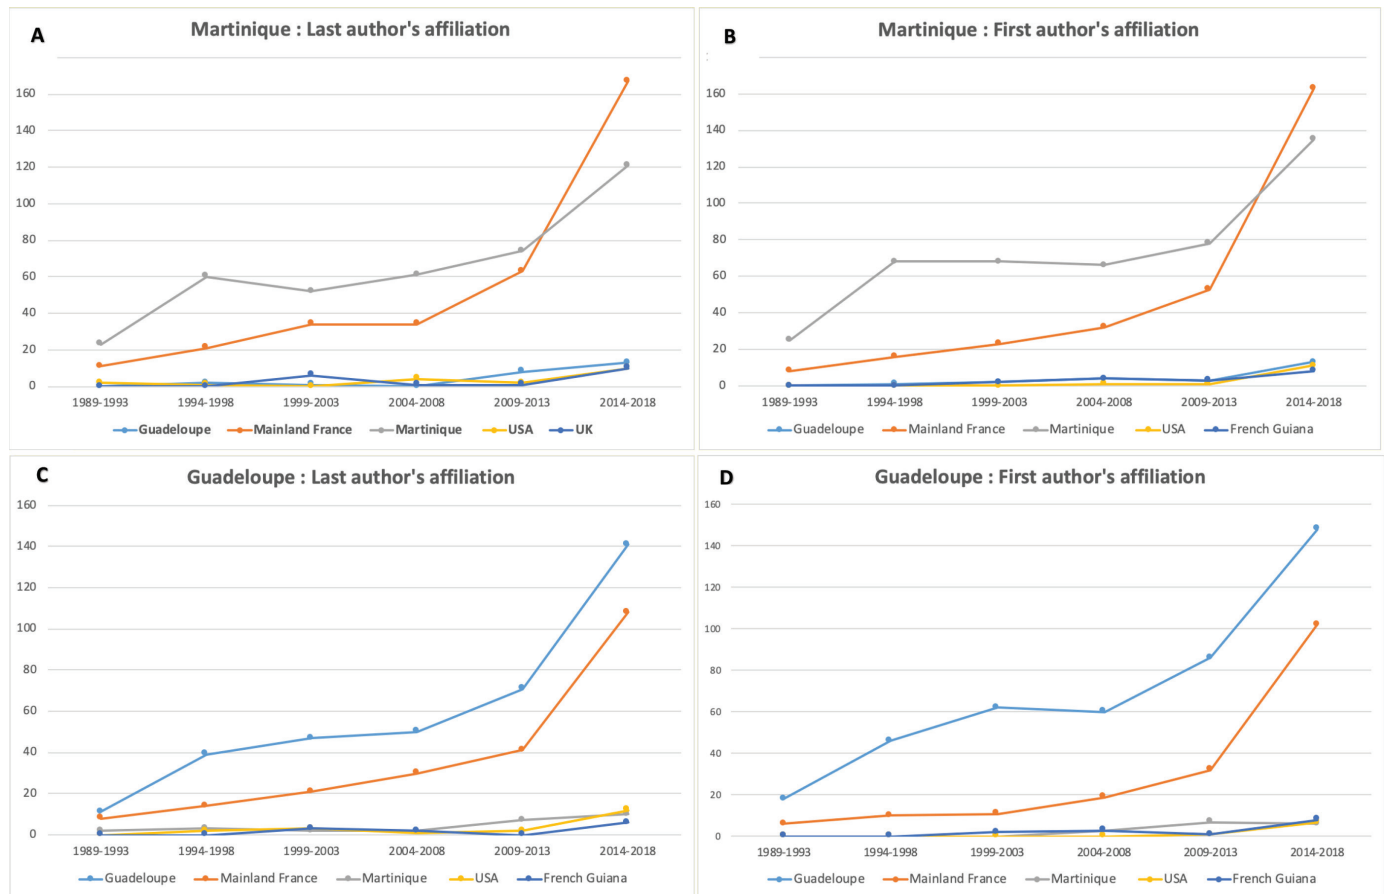 A
Martinique : Last author's affiliation
160
140
120
100
80
60
40
20
0
1989-1993 1994-1998 1999-2003 2004-2008 2009-2013 2014-2018
Guadeloupe Mainland France Martinique USA UK
B
Martinique : First author's affiliation
160
140
120
100
80
60
40
20
0
1989-1993 1994-1998 1999-2003 2004-2008 2009-2013 2014-2018
Guadeloupe Mainland France Martinique USA French Guiana
C
Guadeloupe : Last author's affiliation
160
140
120
100
80
60
40
20
0
1989-1993 1994-1998 1999-2003 2004-2008 2009-2013 2014-2018
Guadeloupe Mainland France Martinique USA French Guiana
D
Guadeloupe : First author's affiliation
160
140
120
100
80
60
40
20
0
1989-1993 1994-1998 1999-2003 2004-2008 2009-2013 2014-2018
Guadeloupe Mainland France Martinique USA French Guiana